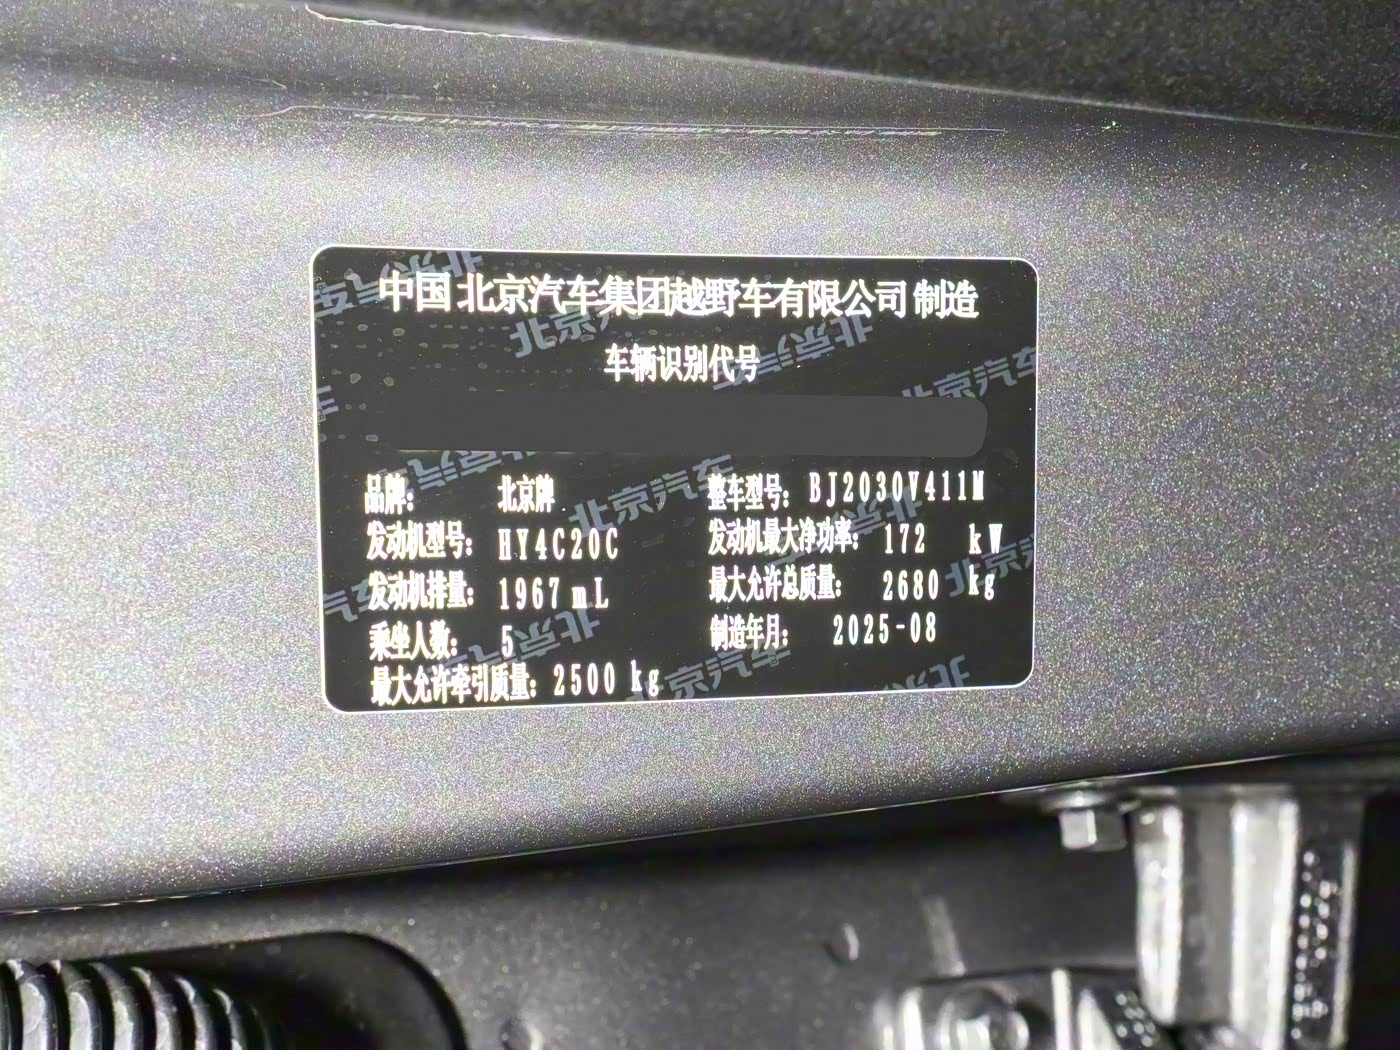 中国 北京汽车集团越野车有限公司 制造
车辆识别代号
品牌: 北京牌 整车型号: BJ2030V411M
发动机型号: HY4C20C 发动机最大净功率: 172 kW
发动机排量: 1967 mL 最大允许总质量: 2680 kg
乘坐人数: 5 制造年月: 2025-08
最大允许牵引质量: 2500 kg